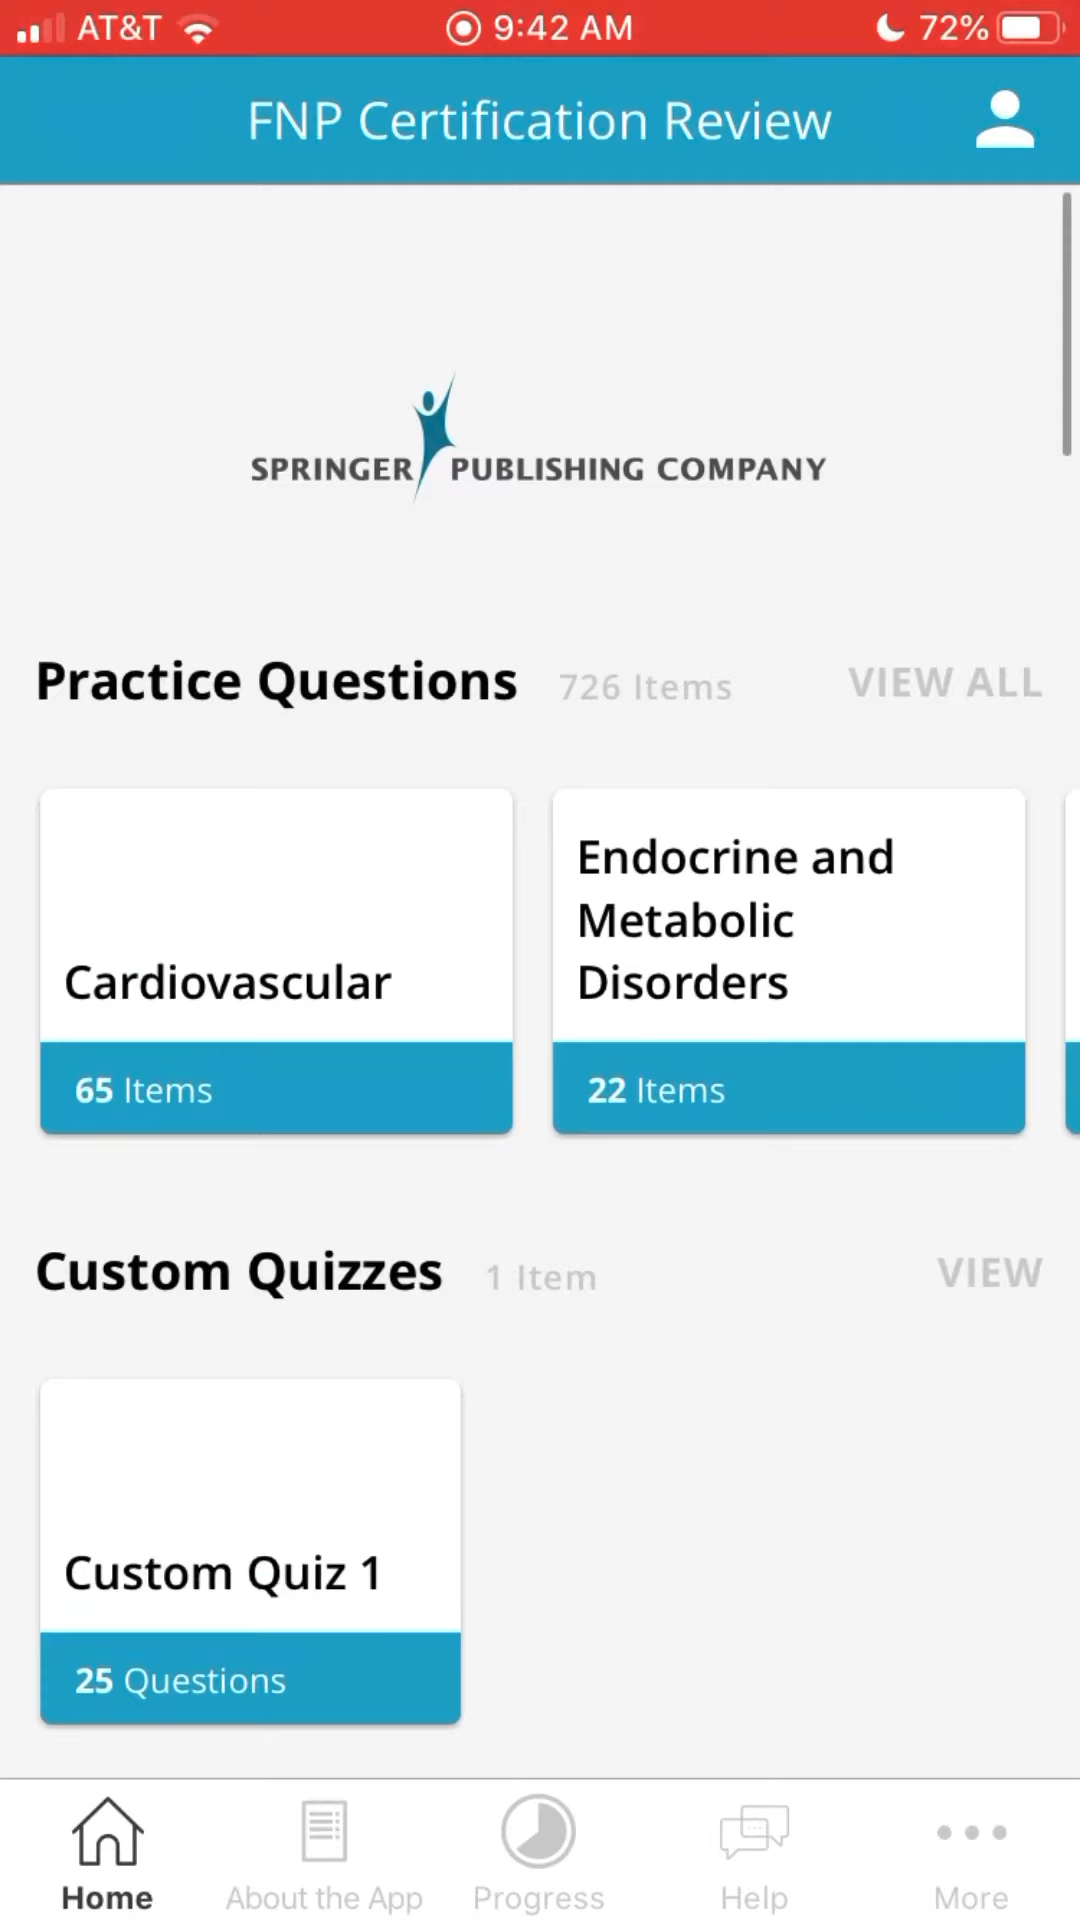 AT&T 9:42 AM 72%
FNP Certification Review
SPRINGER PUBLISHING COMPANY
Practice Questions 726 Items VIEW ALL
Cardiovascular
65 Items
Endocrine and
Metabolic
Disorders
22 Items
Custom Quizzes 1 Item VIEW
Custom Quiz 1
25 Questions
Home About the App Progress Help More